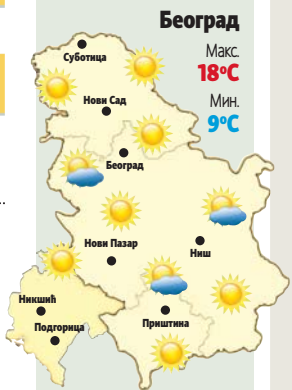 Београд
Макс.
18°C
Мин.
9°C
Суботица
Нови Сад
Београд
Нови Пазар
Ниш
Никшић
Подгорица
Приштина